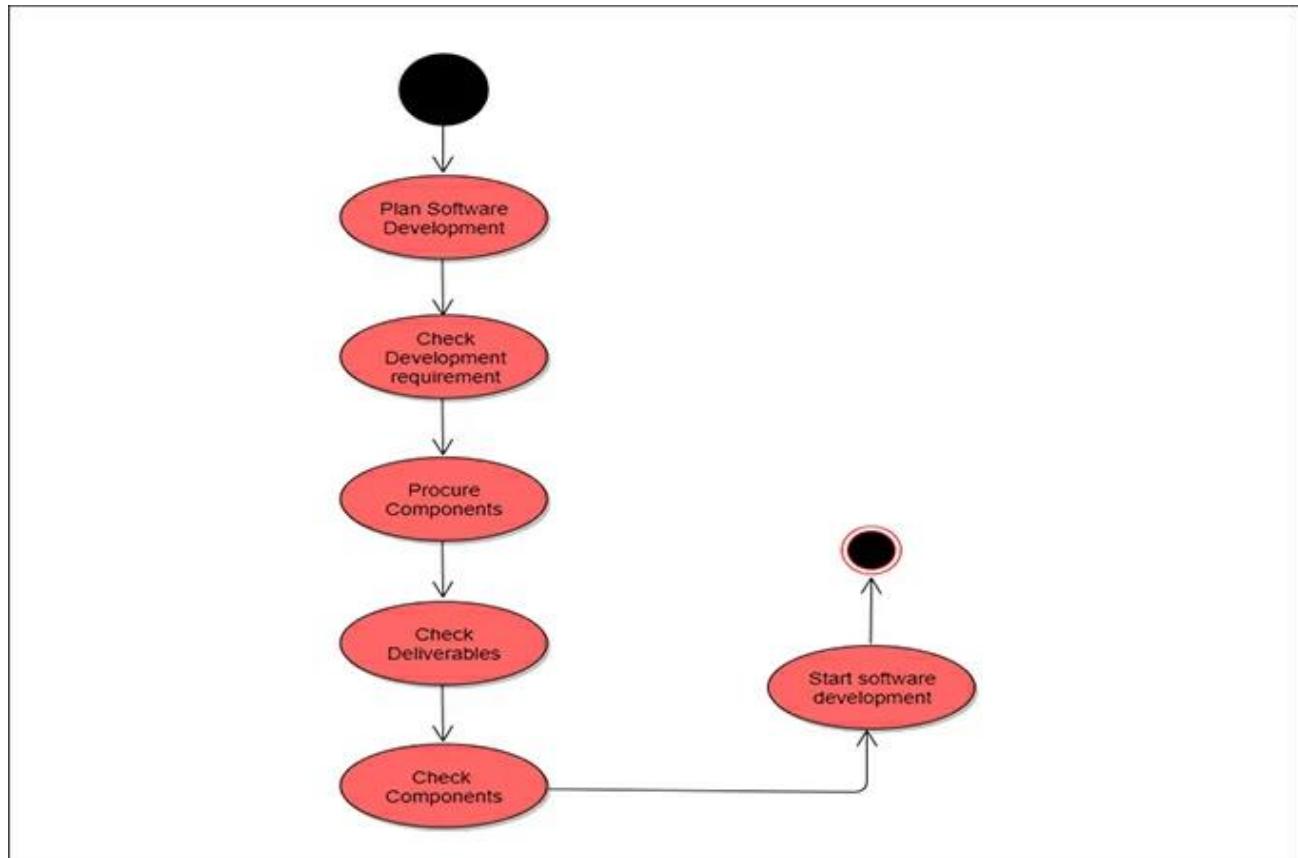 Plan Software
Development
Check
Development
requirement
Procure
Components
Check
Deliverables
Check
Components
Start software
development